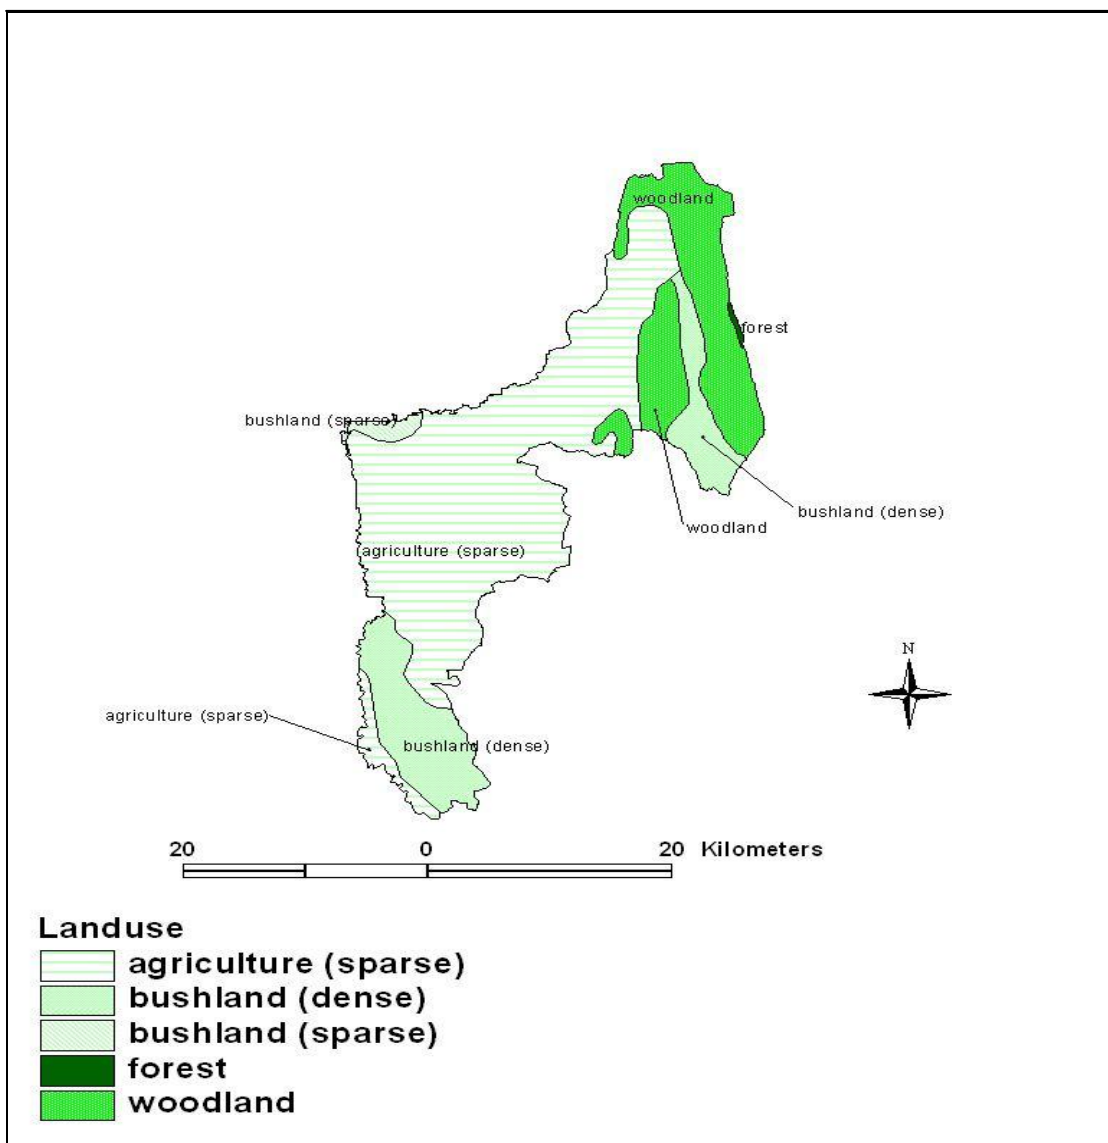 woodland
forest
bushland (sparse)
bushland (dense)
woodland
agriculture (sparse)
N
agriculture (sparse)
bushland (dense)
20 0 20 Kilometers
Landuse
agriculture (sparse)
bushland (dense)
bushland (sparse)
forest
woodland